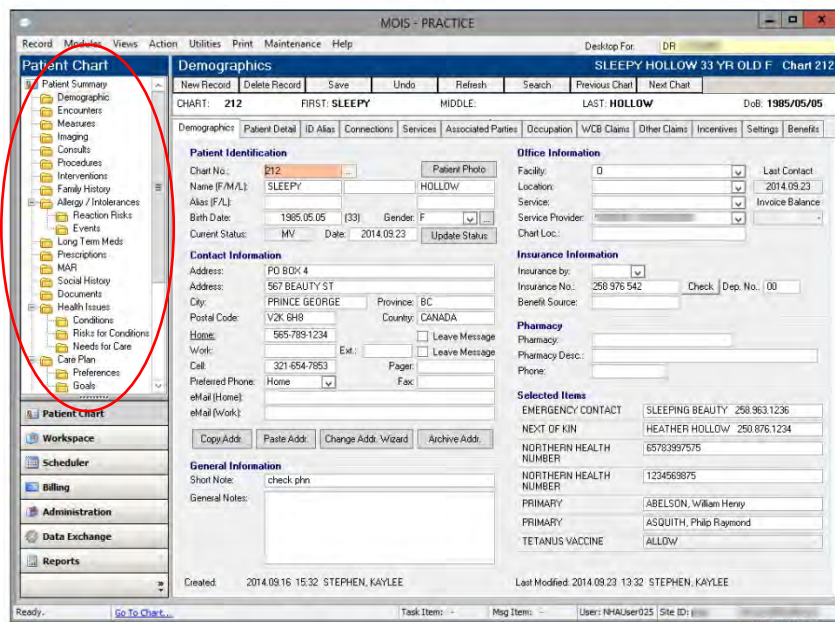 MOIS - PRACTICE
Record Modules Views Action Utilities Print Maintenance Help
Desktop For: DR
Patient Chart
Demographics
SLEEPY HOLLOW 33 YR OLD F Chart 212
Patient Summary
Demographic
Encounters
Measures
Imaging
Consults
Procedures
Interventions
Family History
Allergy / Intolerances
Reaction Risks
Events
Long Term Meds
Prescriptions
MAR
Social History
Documents
Health Issues
Conditions
Risks for Conditions
Needs for Care
Care Plan
Preferences
Goals
Patient Chart
Workspace
Scheduler
Billing
Administration
Data Exchange
Reports
New Record Delete Record Save Undo Refresh Search Previous Chart Next Chart
CHART: 212 FIRST: SLEEPY MIDDLE: LAST: HOLLOW DoB: 1985/05/05
Demographics Patient Detail ID Alias Connections Services Associated Parties Occupation WCB Claims Other Claims Incentives Settings Benefits
Patient Identification
Chart No.: 212 ... Patient Photo
Name (F/M/L): SLEEPY HOLLOW
Alias (F/L):
Birth Date: 1985.05.05 (33) Gender: F ...
Current Status: MV Date: 2014.09.23 Update Status
Contact Information
Address: PO BOX 4
Address: 567 BEAUTY ST
City: PRINCE GEORGE Province: BC
Postal Code: V2K 6H8 Country: CANADA
Home: 565-789-1234 Leave Message
Work: Ext.: Leave Message
Cell: 321-654-7853 Pager:
Preferred Phone: Home Fax:
eMail (Home):
eMail (Work):
Copy Addr. Paste Addr. Change Addr. Wizard Archive Addr.
General Information
Short Note: check phn
General Notes:
Office Information
Facility: 0 Last Contact
Location: 2014.09.23
Service: Invoice Balance
Service Provider: -
Chart Loc.:
Insurance Information
Insurance by:
Insurance No.: 258 976 542 Check Dep. No.: 00
Benefit Source:
Pharmacy
Pharmacy:
Pharmacy Desc.:
Phone:
Selected Items
EMERGENCY CONTACT SLEEPING BEAUTY 258.963.1236
NEXT OF KIN HEATHER HOLLOW 250.876.1234
NORTHERN HEALTH NUMBER 65783997575
NORTHERN HEALTH NUMBER 1234569875
PRIMARY ABELSON, William Henry
PRIMARY ASQUITH, Philip Raymond
TETANUS VACCINE ALLOW
Created: 2014.09.16 15:32 STEPHEN, KAYLEE Last Modified: 2014.09.23 13:32 STEPHEN, KAYLEE
Ready. Go To Chart... Task Item: - Msg Item: - User: NHAUser025 Site ID: